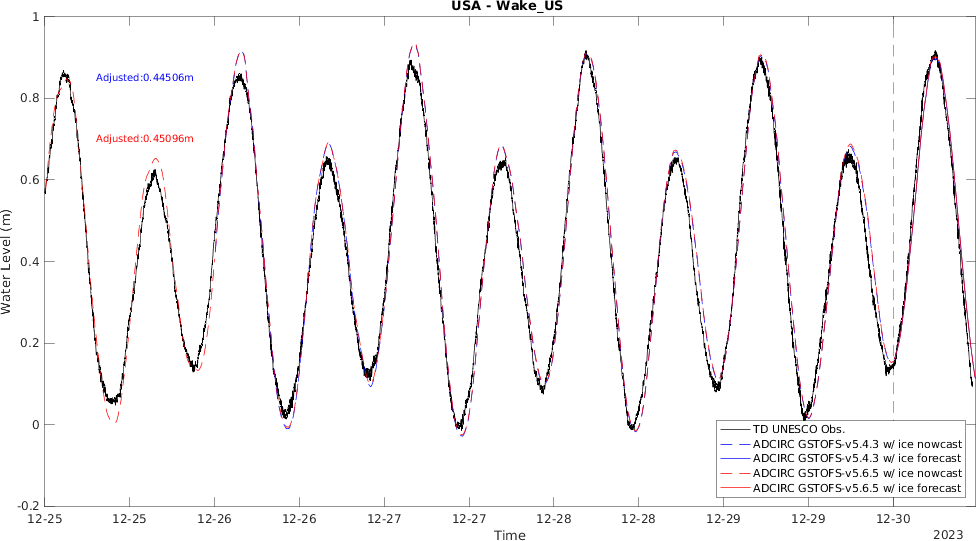 USA - Wake_US
1
0.8
0.6
0.4
0.2
0
-0.2
Water Level (m)
Adjusted:0.44506m
Adjusted:0.45096m
TD UNESCO Obs.
ADCIRC GSTOFS-v5.4.3 w/ ice nowcast
ADCIRC GSTOFS-v5.4.3 w/ ice forecast
ADCIRC GSTOFS-v5.6.5 w/ ice nowcast
ADCIRC GSTOFS-v5.6.5 w/ ice forecast
12-25 12-25 12-26 12-26 12-27 12-27 12-28 12-28 12-29 12-29 12-30
Time
2023